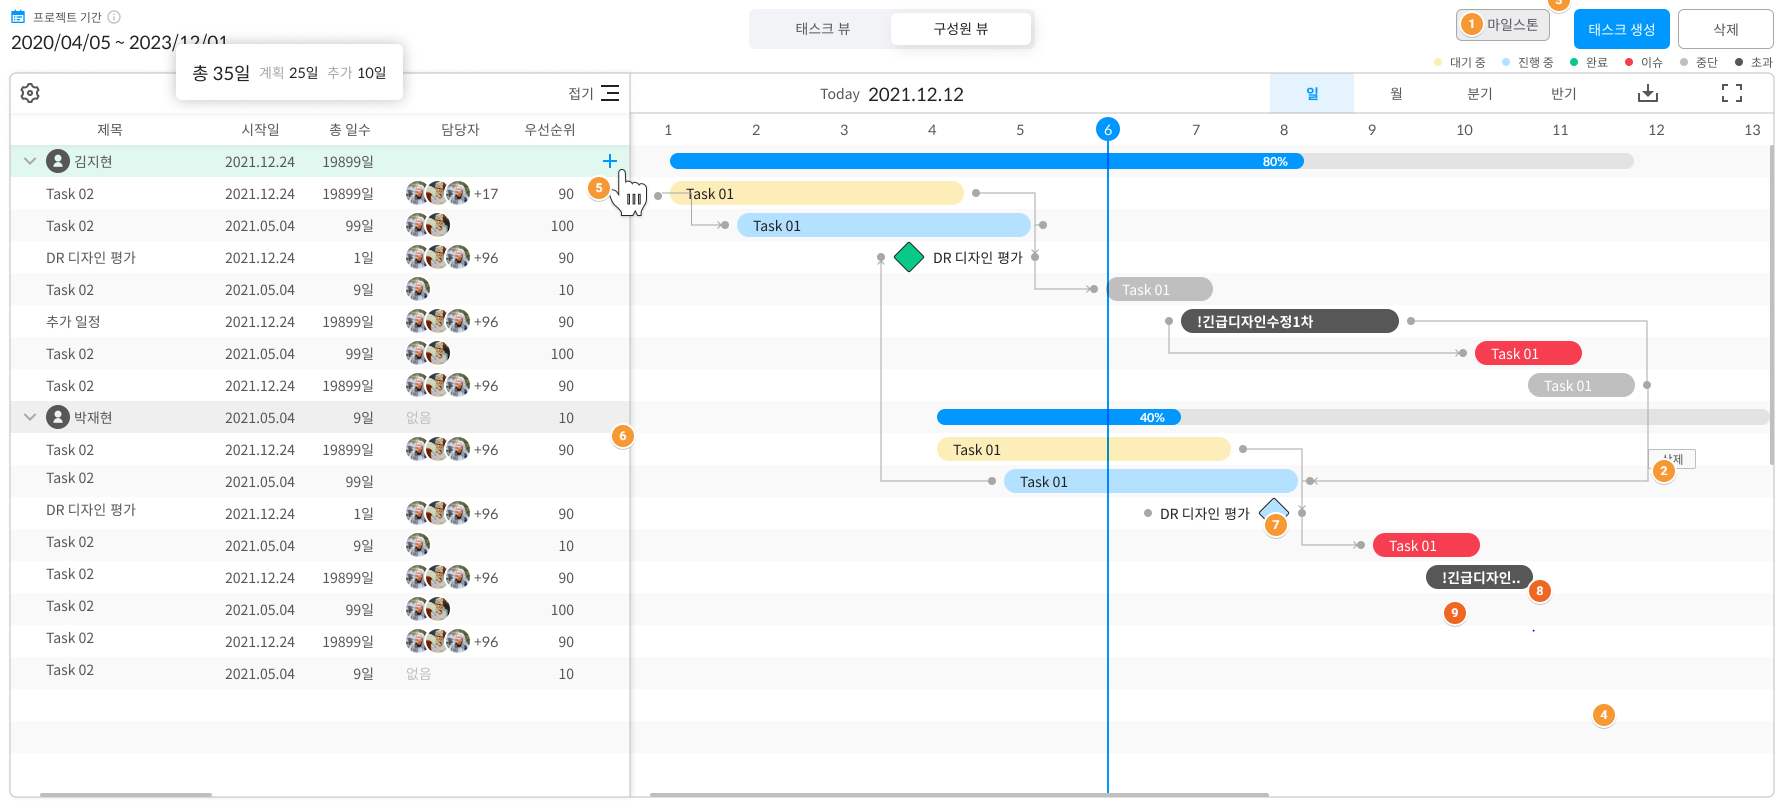 프로젝트 기간
2020/04/05 ~ 2023/12/01
총 35일 계획 25일 추가 10일
태스크 뷰 구성원 뷰
3
1 마일스톤 태스크 생성 삭제
대기 중 진행 중 완료 이슈 중단 초과
접기 Today 2021.12.12 일 월 분기 반기
제목 시작일 총 일수 담당자 우선순위 1 2 3 4 5 6 7 8 9 10 11 12 13
김지현 2021.12.24 19899일 80%
Task 02 2021.12.24 19899일 +17 90 5 Task 01
Task 02 2021.05.04 99일 100 Task 01
DR 디자인 평가 2021.12.24 1일 +96 90 DR 디자인 평가
Task 02 2021.05.04 9일 10 Task 01
추가 일정 2021.12.24 19899일 +96 90 !긴급디자인수정1차
Task 02 2021.05.04 99일 100 Task 01
Task 02 2021.12.24 19899일 +96 90 Task 01
박재현 2021.05.04 9일 없음 10 40%
6
Task 02 2021.12.24 19899일 +96 90 Task 01
삭제
2
Task 02 2021.05.04 99일 Task 01
DR 디자인 평가 2021.12.24 1일 +96 90 DR 디자인 평가
7
Task 02 2021.05.04 9일 10 Task 01
Task 02 2021.12.24 19899일 +96 90 !긴급디자인..
8
Task 02 2021.05.04 99일 100 9
Task 02 2021.12.24 19899일 +96 90
Task 02 2021.05.04 9일 없음 10
4